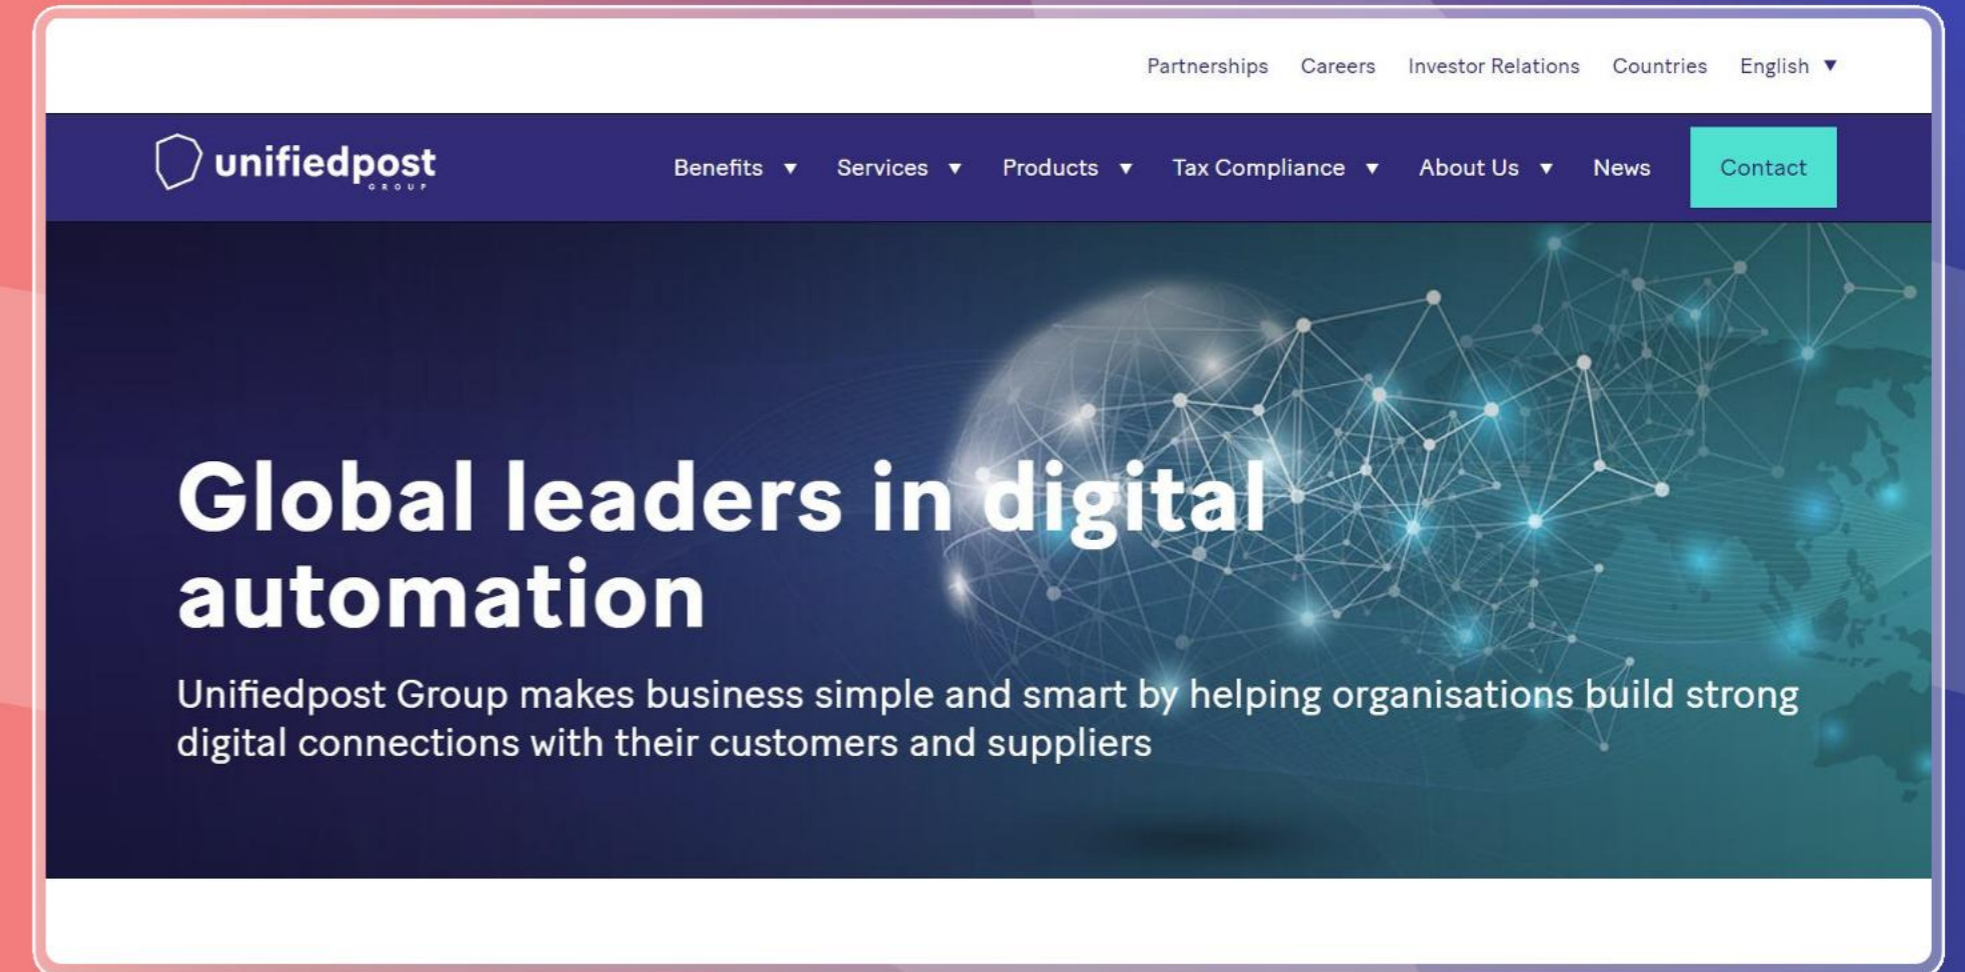 Partnerships Careers Investor Relations Countries English ▼
unifiedpost
GROUP
Benefits ▼ Services ▼ Products ▼ Tax Compliance ▼ About Us ▼ News Contact
Global leaders in digital
automation
Unifiedpost Group makes business simple and smart by helping organisations build strong
digital connections with their customers and suppliers